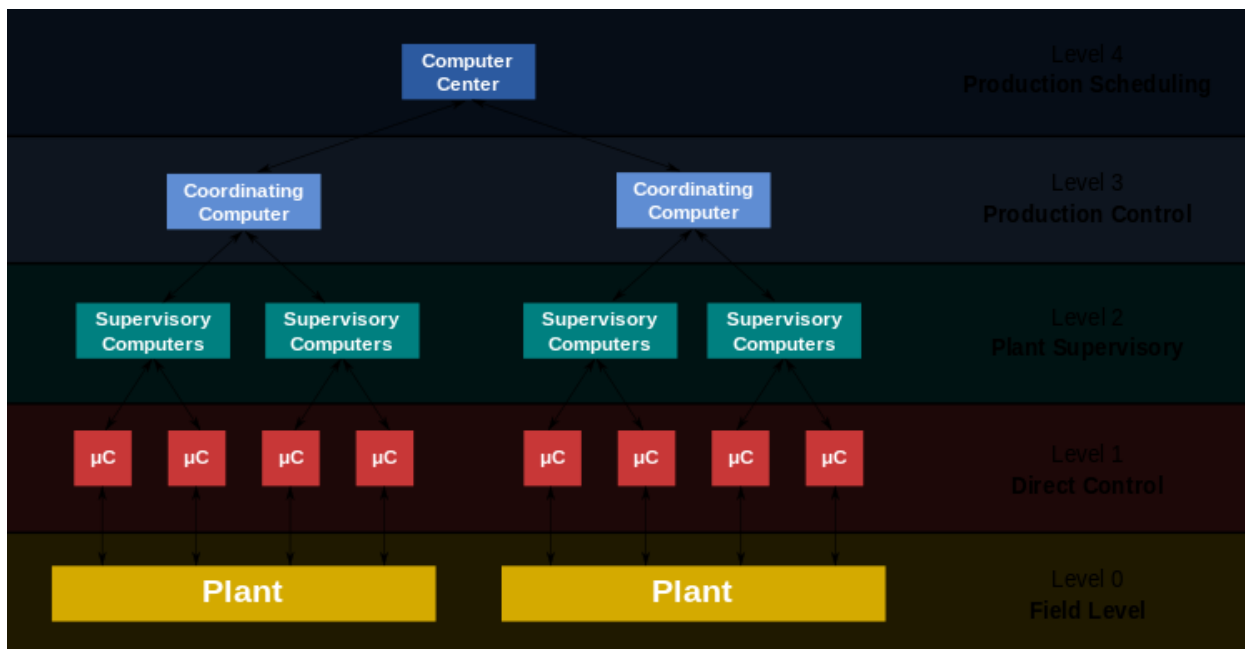 Computer
Center
Level 4
Production Scheduling
Coordinating
Computer
Coordinating
Computer
Level 3
Production Control
Supervisory
Computers
Supervisory
Computers
Supervisory
Computers
Supervisory
Computers
Level 2
Plant Supervisory
µC
µC
µC
µC
µC
µC
µC
µC
Level 1
Direct Control
Plant
Plant
Level 0
Field Level